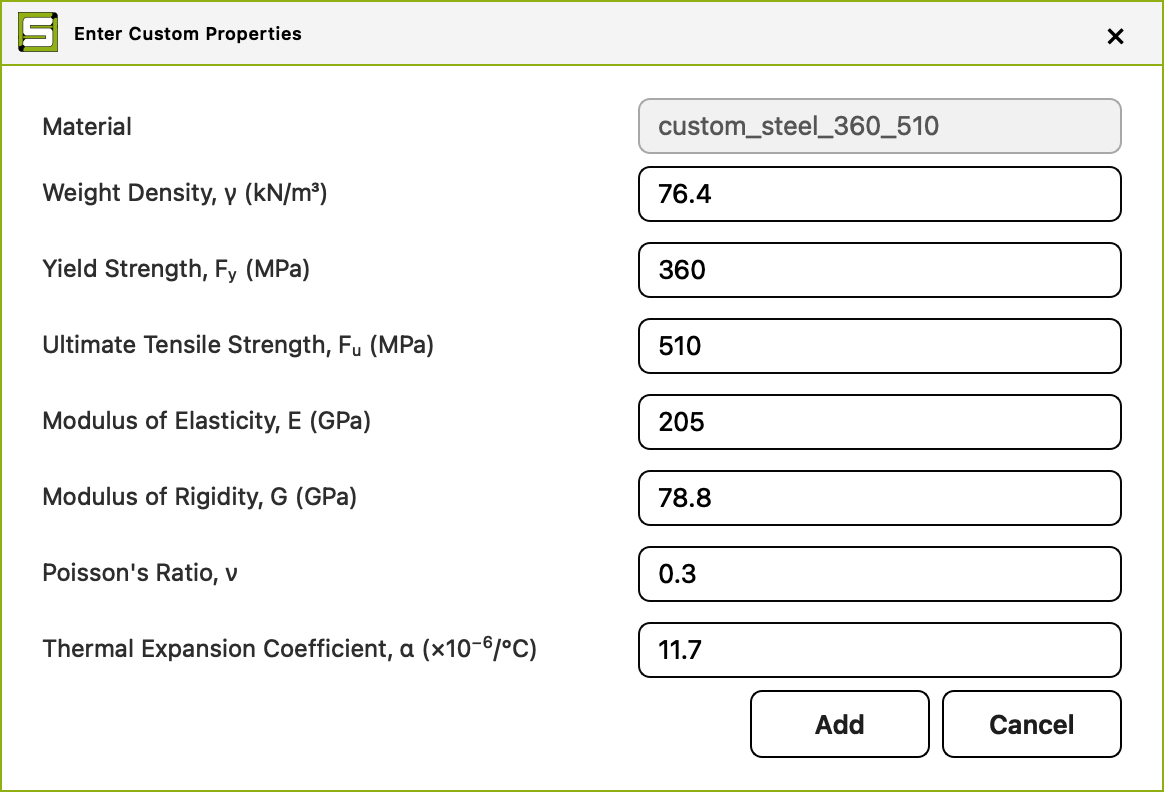 Enter Custom Properties
Material custom_steel_360_510
Weight Density, γ (kN/m³) 76.4
Yield Strength, Fy (MPa) 360
Ultimate Tensile Strength, Fu (MPa) 510
Modulus of Elasticity, E (GPa) 205
Modulus of Rigidity, G (GPa) 78.8
Poisson's Ratio, ν 0.3
Thermal Expansion Coefficient, α (×10⁻⁶/°C) 11.7
Add Cancel